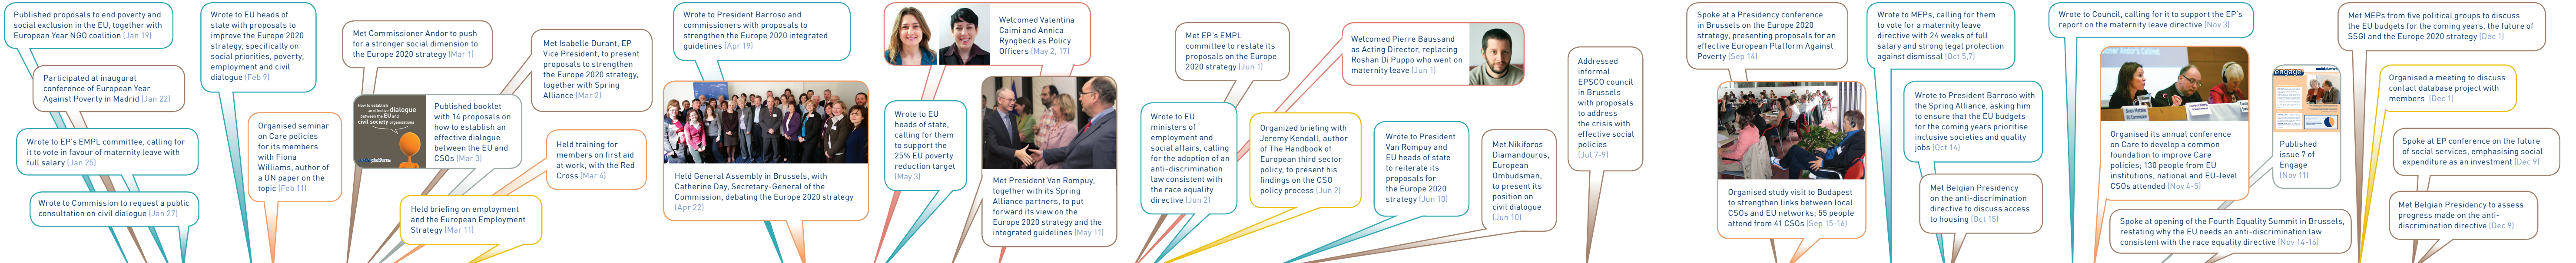 Published proposals to end poverty and
social exclusion in the EU, together with
European Year NGO coalition (Jan 19)
Participated at inaugural
conference of European Year
Against Poverty in Madrid (Jan 22)
Wrote to EP's EMPL committee, calling for
it to vote in favour of maternity leave with
full salary (Jan 25)
Wrote to Commission to request a public
consultation on civil dialogue (Jan 27)
Wrote to EU heads of
state with proposals to
improve the Europe 2020
strategy, specifically on
social priorities, poverty,
employment and civil
dialogue (Feb 9)
Organised seminar
on Care policies
for its members
with Fiona
Williams, author of
a UN paper on the
topic (Feb 11)
Met Commissioner Andor to push
for a stronger social dimension to
the Europe 2020 strategy (Mar 1)
Met Isabelle Durant, EP
Vice President, to present
proposals to strengthen
the Europe 2020 strategy,
together with Spring
Alliance (Mar 2)
How to establish
an effective dialogue
between the EU and
civil society organisations
Published booklet
with 14 proposals on
how to establish an
effective dialogue
between the EU and
CSOs (Mar 3)
Held training for
members on first aid
at work, with the Red
Cross (Mar 4)
Held briefing on employment
and the European Employment
Strategy (Mar 11)
Wrote to President Barroso and
commissioners with proposals to
strengthen the Europe 2020 integrated
guidelines (Apr 19)
Held General Assembly in Brussels, with
Catherine Day, Secretary-General of the
Commission, debating the Europe 2020 strategy
(Apr 22)
Welcomed Valentina
Caimi and Annica
Ryngbeck as Policy
Officers (May 2, 17)
Wrote to EU
heads of state,
calling for them
to support the
25% EU poverty
reduction target
(May 3)
Met President Van Rompuy,
together with its Spring
Alliance partners, to put
forward its view on the
Europe 2020 strategy and the
integrated guidelines (May 11)
Met EP's EMPL
committee to restate its
proposals on the Europe
2020 strategy (Jun 1)
Welcomed Pierre Baussand
as Acting Director, replacing
Roshan Di Puppo who went on
maternity leave (Jun 1)
Wrote to EU
ministers of
employment and
social affairs, calling
for the adoption of an
anti-discrimination
law consistent with
the race equality
directive (Jun 2)
Organized briefing with
Jeremy Kendall, author
of The Handbook of
European third sector
policy, to present his
findings on the CSO
policy process (Jun 2)
Wrote to President
Van Rompuy and
EU heads of state
to reiterate its
proposals for
the Europe 2020
strategy (Jun 10)
Met Nikiforos
Diamandouros,
European
Ombudsman,
to present its
position on
civil dialogue
(Jun 10)
Addressed
informal
EPSCO council
in Brussels
with proposals
to address
the crisis with
effective social
policies
(Jul 7-9)
Spoke at a Presidency conference
in Brussels on the Europe 2020
strategy, presenting proposals for an
effective European Platform Against
Poverty (Sep 14)
Organised study visit to Budapest
to strengthen links between local
CSOs and EU networks; 55 people
attend from 41 CSOs (Sep 15-16)
Wrote to MEPs, calling for them
to vote for a maternity leave
directive with 24 weeks of full
salary and strong legal protection
against dismissal (Oct 5,7)
Wrote to President Barroso with
the Spring Alliance, asking him
to ensure that the EU budgets
for the coming years prioritise
inclusive societies and quality
jobs (Oct 14)
Met Belgian Presidency
on the anti-discrimination
directive to discuss access
to housing (Oct 15)
Wrote to Council, calling for it to support the EP's
report on the maternity leave directive (Nov 3)
Organised its annual conference
on Care to develop a common
foundation to improve Care
policies; 130 people from EU
institutions, national and EU-level
CSOs attended (Nov 4-5)
engage
Published
issue 7 of
Engage
(Nov 11)
Spoke at opening of the Fourth Equality Summit in Brussels,
restating why the EU needs an anti-discrimination law
consistent with the race equality directive (Nov 14-16)
Met MEPs from five political groups to discuss
the EU budgets for the coming years, the future of
SSGI and the Europe 2020 strategy (Dec 1)
Organised a meeting to discuss
contact database project with
members (Dec 1)
Spoke at EP conference on the future
of social services, emphasising social
expenditure as an investment (Dec 9)
Met Belgian Presidency to assess
progress made on the anti-
discrimination directive (Dec 9)